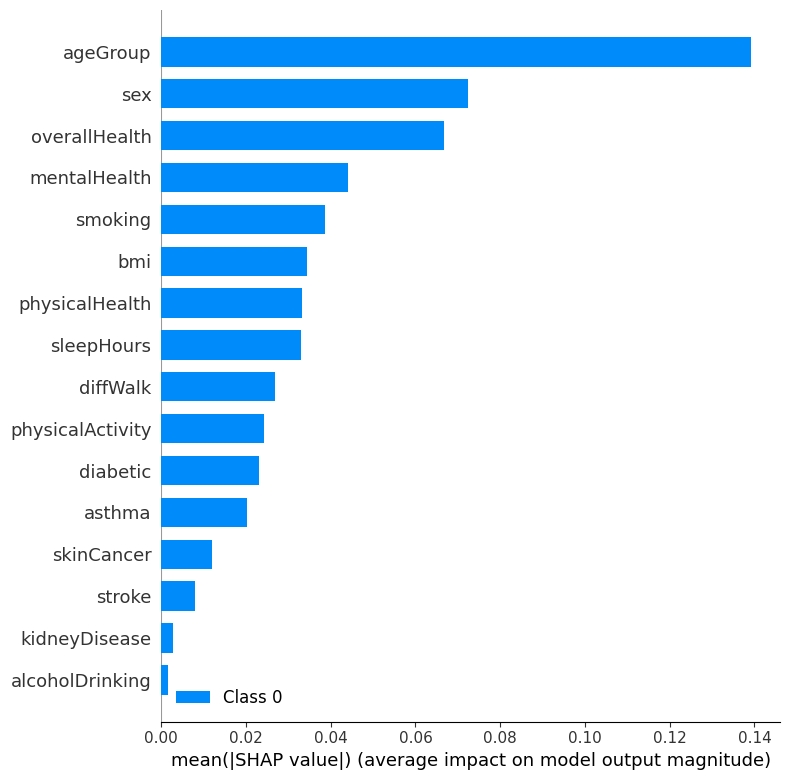 ageGroup
sex
overallHealth
mentalHealth
smoking
bmi
physicalHealth
sleepHours
diffWalk
physicalActivity
diabetic
asthma
skinCancer
stroke
kidneyDisease
alcoholDrinking
Class 0
0.00 0.02 0.04 0.06 0.08 0.10 0.12 0.14
mean(|SHAP value|) (average impact on model output magnitude)